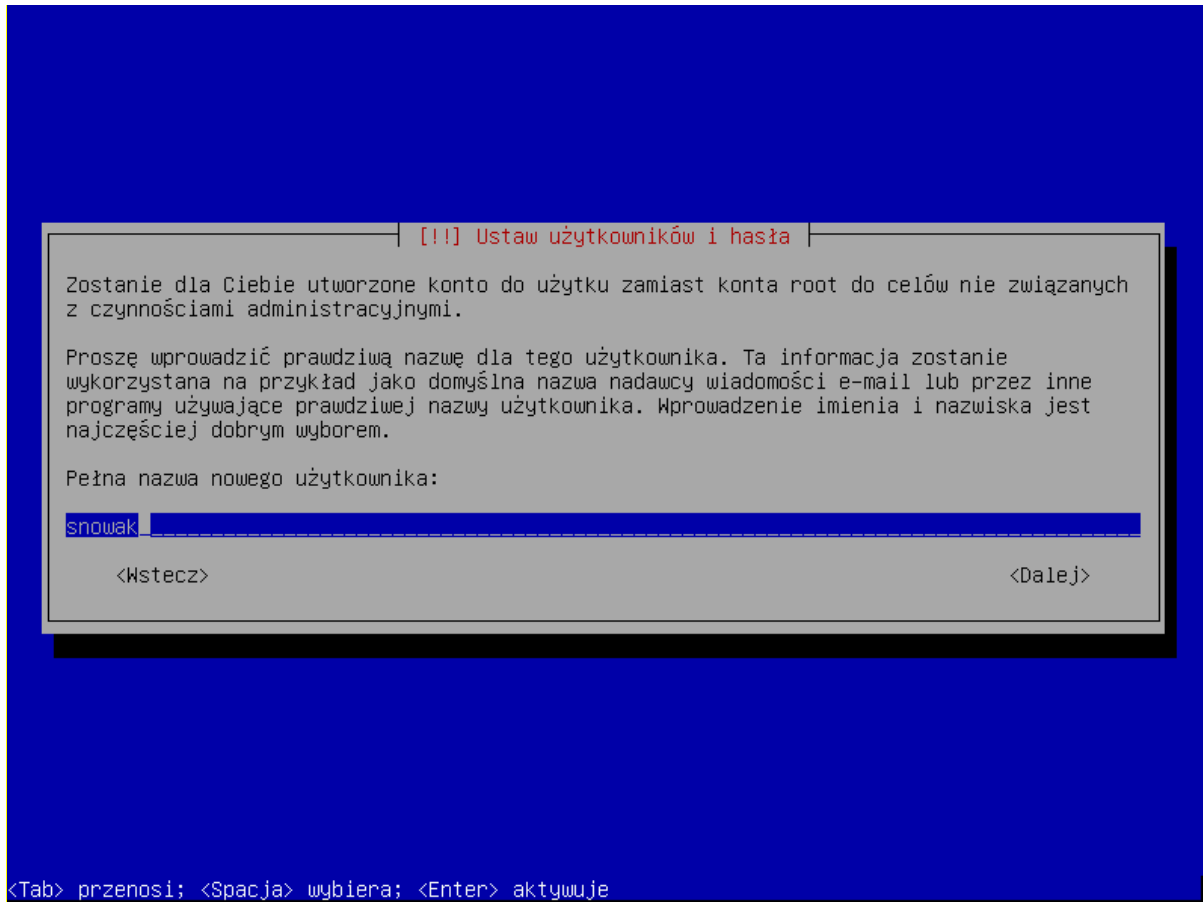 [!!] Ustaw użytkowników i hasła
Zostanie dla Ciebie utworzone konto do użytku zamiast konta root do celów nie związanych
z czynnościami administracyjnymi.
Proszę wprowadzić prawdziwą nazwę dla tego użytkownika. Ta informacja zostanie
wykorzystana na przykład jako domyślna nazwa nadawcy wiadomości e-mail lub przez inne
programy używające prawdziwej nazwy użytkownika. Wprowadzenie imienia i nazwiska jest
najczęściej dobrym wyborem.
Pełna nazwa nowego użytkownika:
snowak
<Wstecz> <Dalej>
<Tab> przenosi; <Spacja> wybiera; <Enter> aktywuje